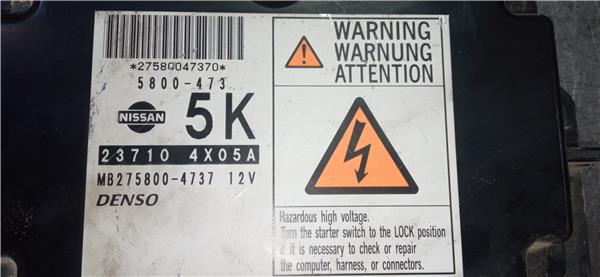 *27580047370*
5800-473
NISSAN
5K
23710 4X05A
MB275800-4737 12V
DENSO
WARNING
WARNUNG
ATTENTION
Hazardous high voltage.
Turn the starter switch to the LOCK position
if it is necessary to check or repair
the computer, harness, or connectors.